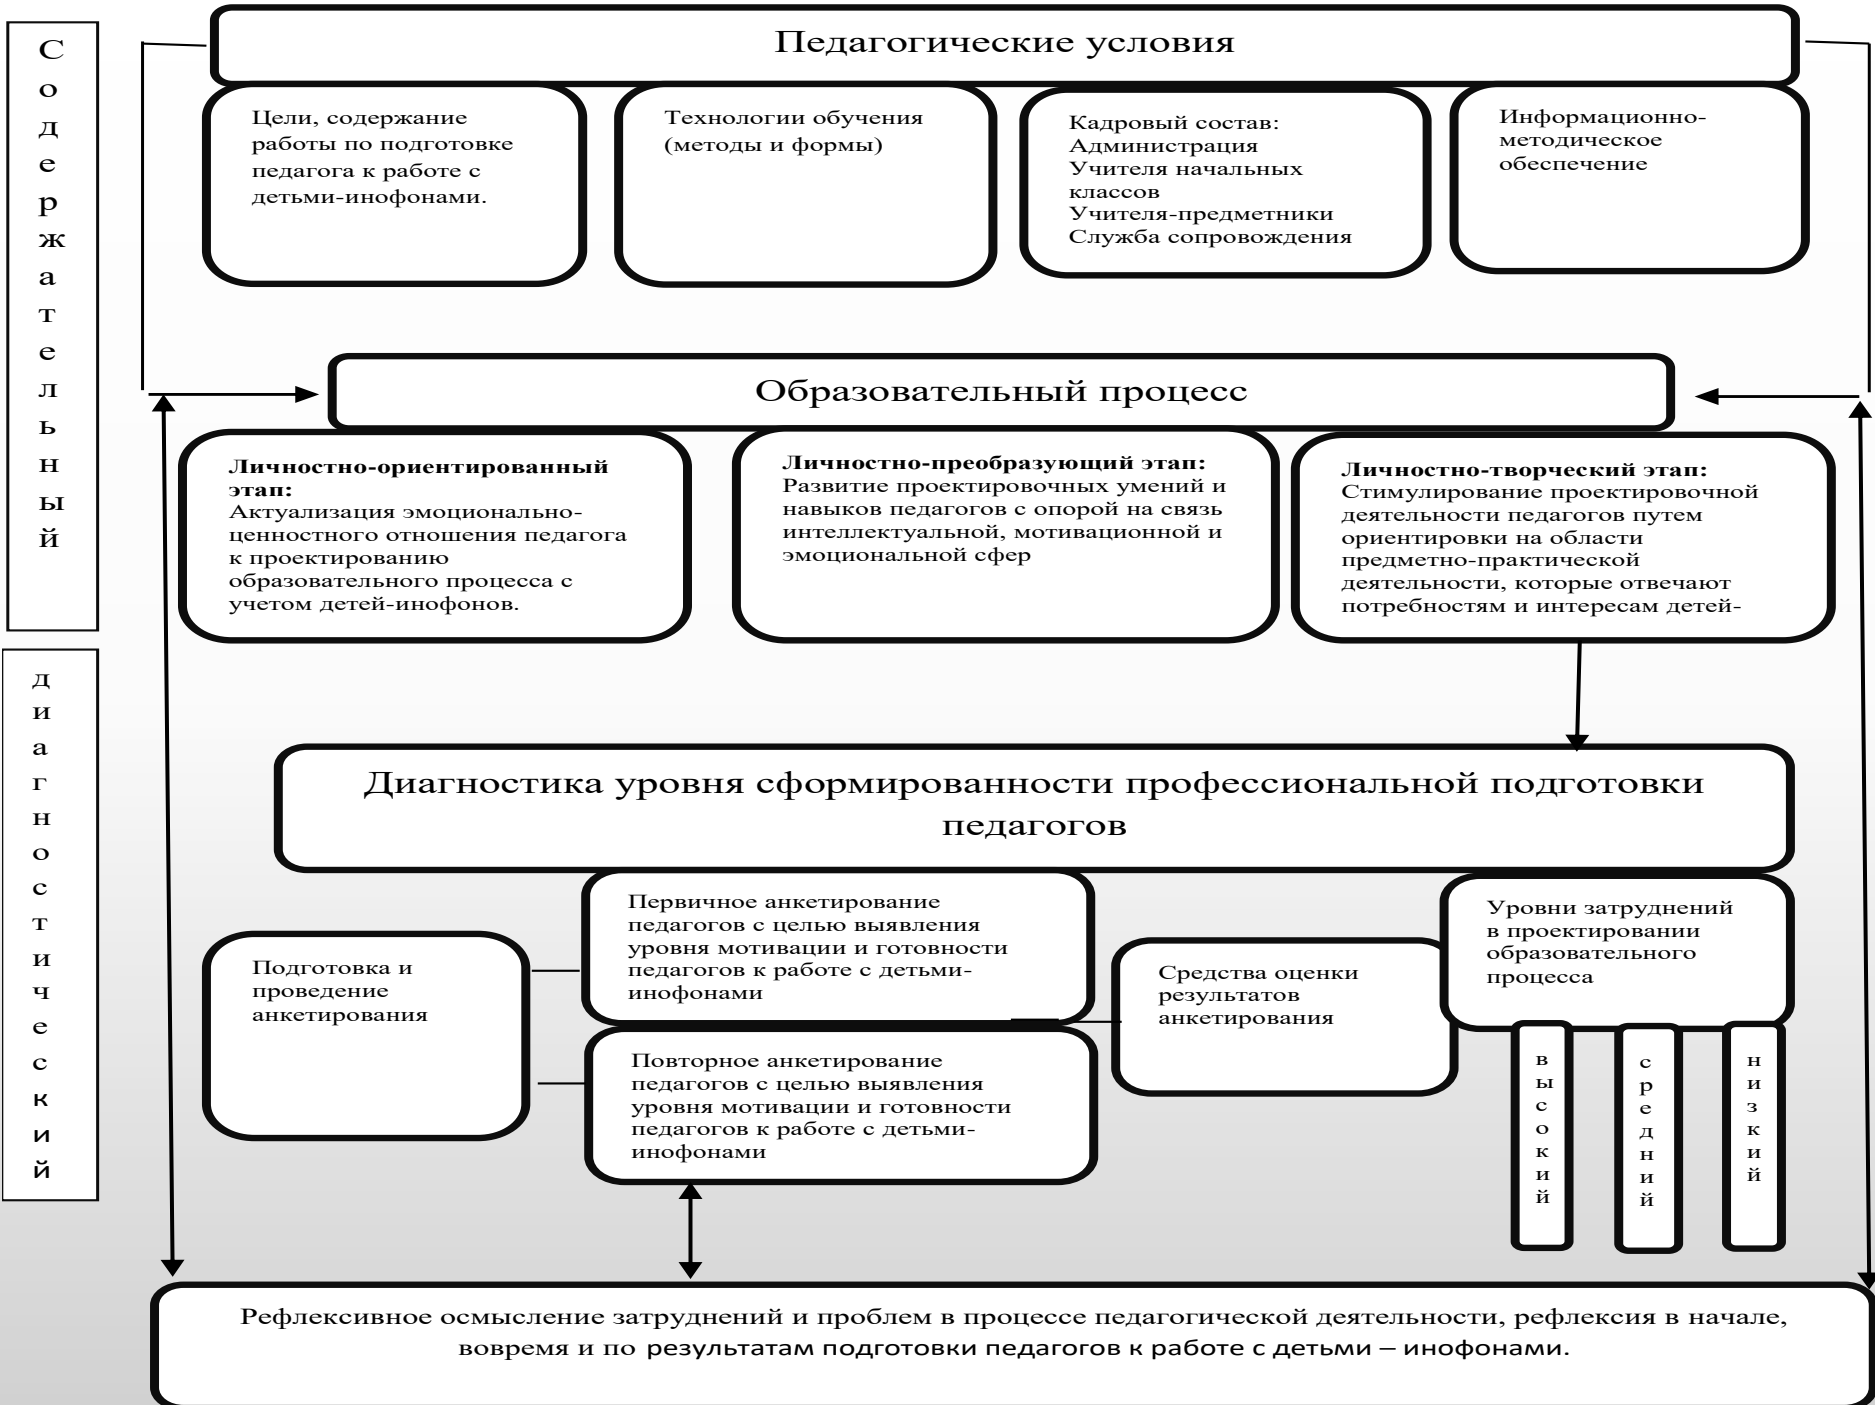 Содержательный
Педагогические условия
Цели, содержание
работы по подготовке
педагога к работе с
детьми-инофонами.
Технологии обучения
(методы и формы)
Кадровый состав:
Администрация
Учителя начальных
классов
Учителя-предметники
Служба сопровождения
Информационно-
методическое
обеспечение
Образовательный процесс
Личностно-ориентированный
этап:
Актуализация эмоционально-
ценностного отношения педагога
к проектированию
образовательного процесса с
учетом детей-инофонов.
Личностно-преобразующий этап:
Развитие проектировочных умений и
навыков педагогов с опорой на связь
интеллектуальной, мотивационной и
эмоциональной сфер
Личностно-творческий этап:
Стимулирование проектировочной
деятельности педагогов путем
ориентировки на области
предметно-практической
деятельности, которые отвечают
потребностям и интересам детей-
диагностический
Диагностика уровня сформированности профессиональной подготовки
педагогов
Подготовка и
проведение
анкетирования
Первичное анкетирование
педагогов с целью выявления
уровня мотивации и готовности
педагогов к работе с детьми-
инофонами
Повторное анкетирование
педагогов с целью выявления
уровня мотивации и готовности
педагогов к работе с детьми-
инофонами
Средства оценки
результатов
анкетирования
Уровни затруднений
в проектировании
образовательного
процесса
высокий
средний
низкий
Рефлексивное осмысление затруднений и проблем в процессе педагогической деятельности, рефлексия в начале,
вовремя и по результатам подготовки педагогов к работе с детьми – инофонами.